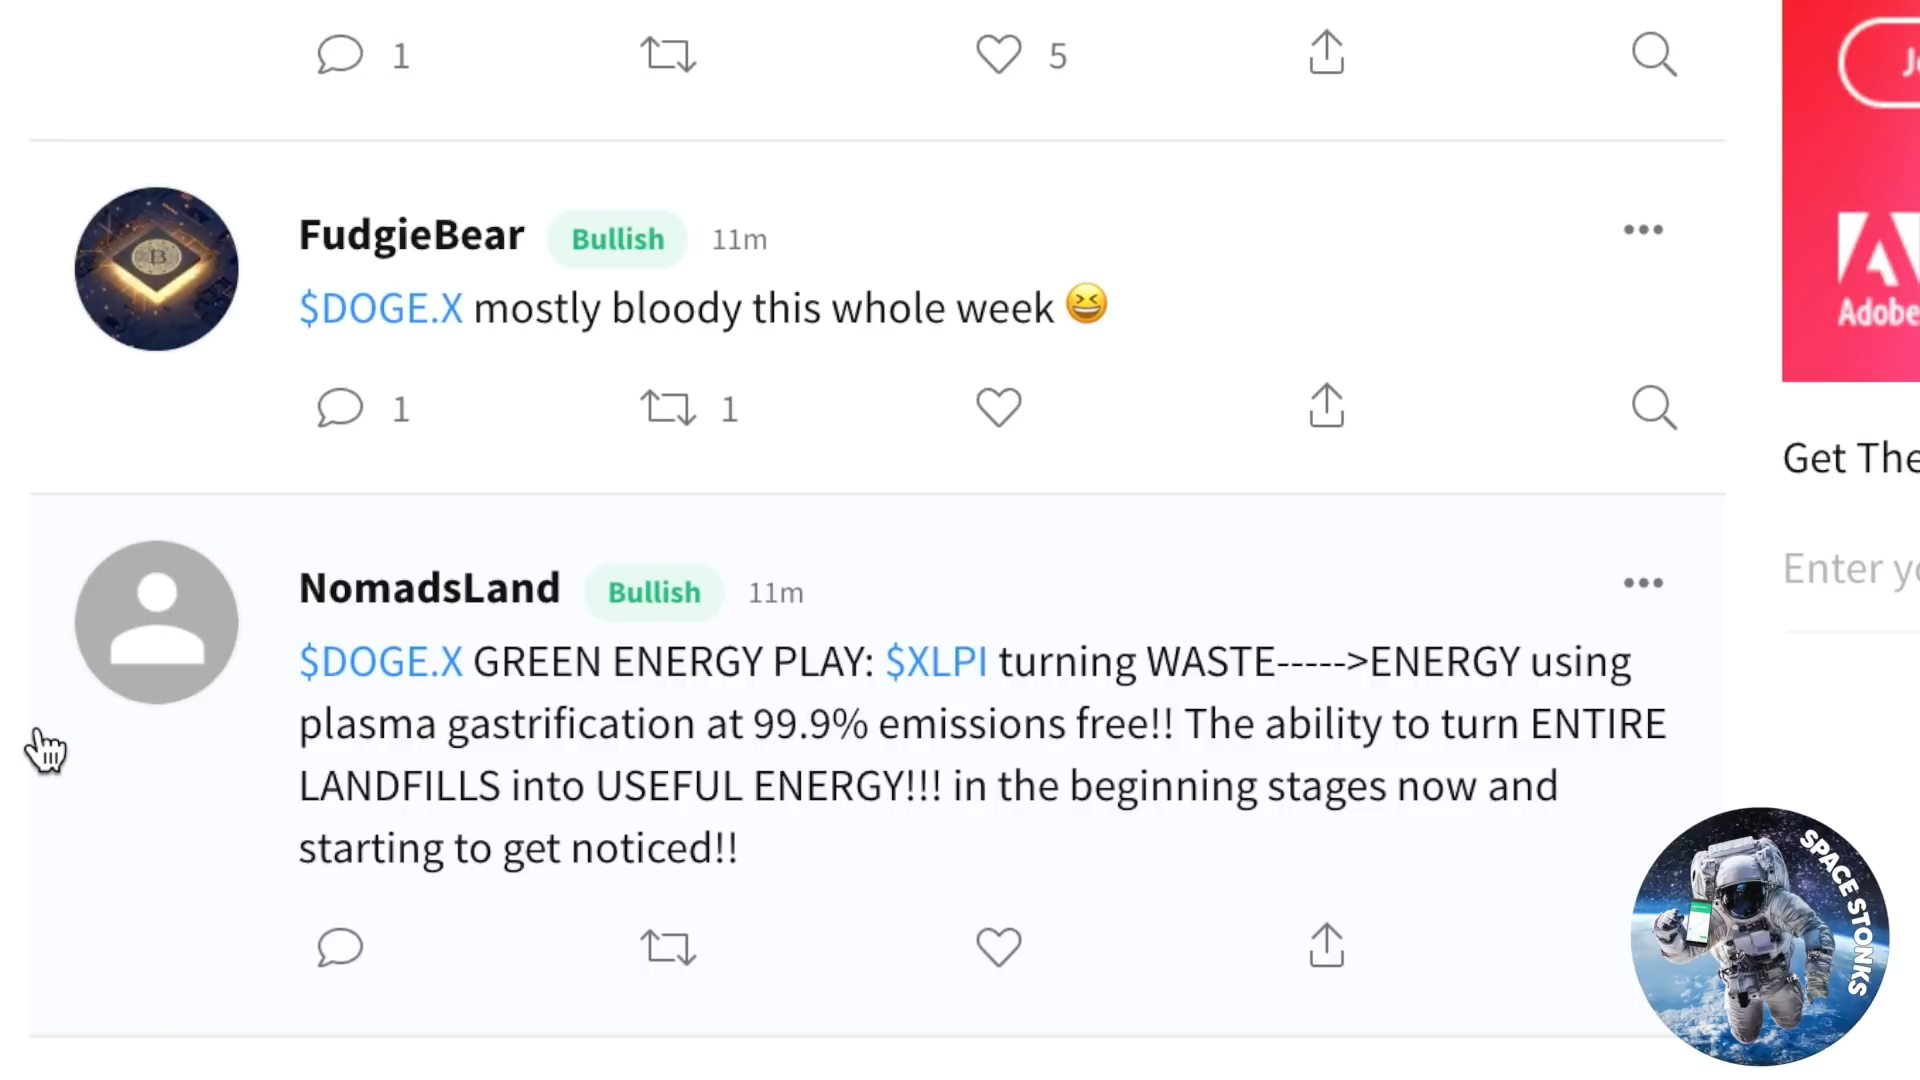 1 5
FudgieBear Bullish 11m
$DOGE.X mostly bloody this whole week 😆
1 1
NomadsLand Bullish 11m
$DOGE.X GREEN ENERGY PLAY: $XLPI turning WASTE----->ENERGY using
plasma gastrification at 99.9% emissions free!! The ability to turn ENTIRE
LANDFILLS into USEFUL ENERGY!!! in the beginning stages now and
starting to get noticed!!
Adobe
Get The
Enter
SPACE STONKS